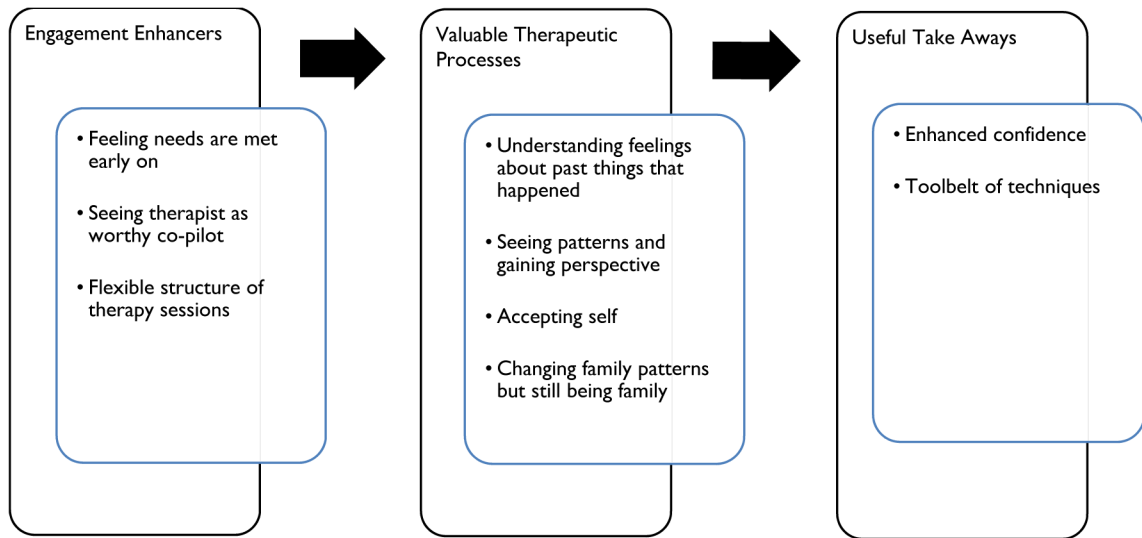 Engagement Enhancers
• Feeling needs are met
early on
• Seeing therapist as
worthy co-pilot
• Flexible structure of
therapy sessions
Valuable Therapeutic
Processes
• Understanding feelings
about past things that
happened
• Seeing patterns and
gaining perspective
• Accepting self
• Changing family patterns
but still being family
Useful Take Aways
• Enhanced confidence
• Toolbelt of techniques